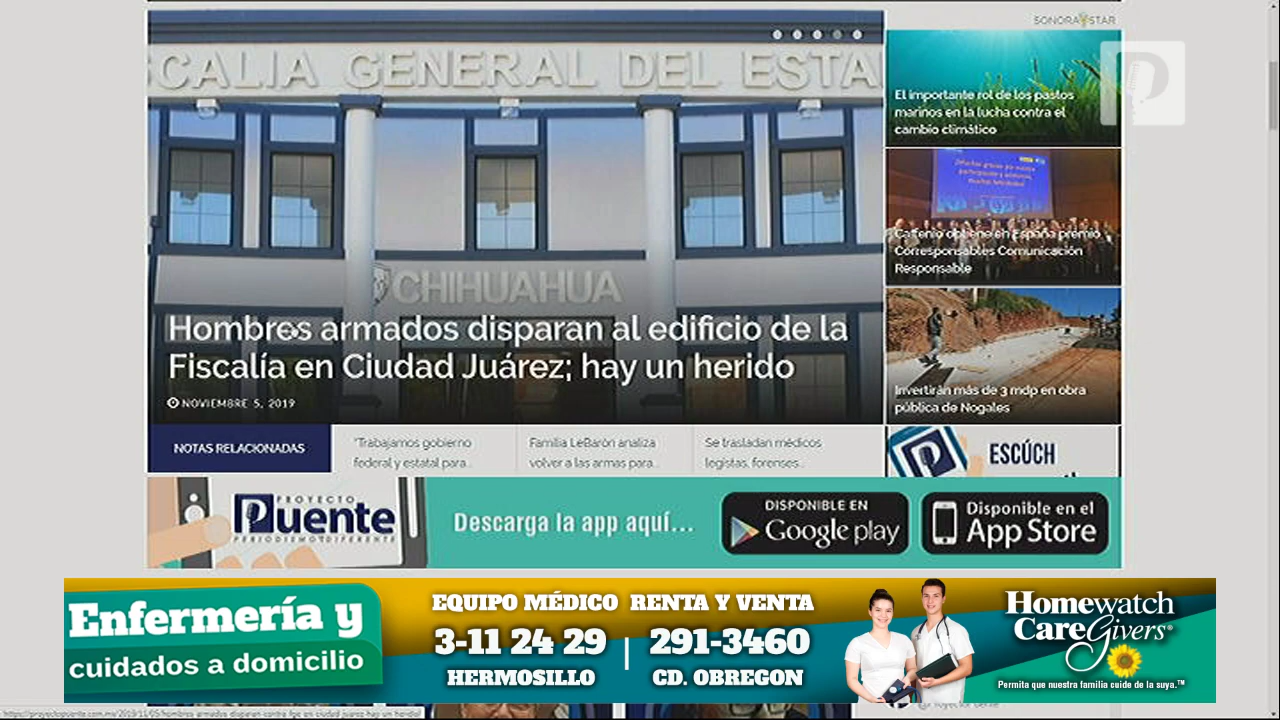 SCALIA GENERAL DEL ESTA
CHIHUAHUA
Hombres armados disparan al edificio de la
Fiscalía en Ciudad Juárez; hay un herido
NOVIEMBRE 5, 2019
SONORA STAR
El importante rol de los pastos
marinos en la lucha contra el
cambio climático
P
obtiene en España premio
Corresponsables Comunicación
Responsable
Invertirán más de 3 mdp en obra
pública de Nogales
NOTAS RELACIONADAS
"Trabajamos gobierno
federal y estatal para...
Familia LeBarón analiza
volver a las armas para...
Se trasladan médicos
legistas, forenses...
ESCÚCH
PROYECTO
Puente
PERIODISMO DIFERENTE
Descarga la app aquí...
DISPONIBLE EN
Google play
Disponible en el
App Store
Enfermería y
cuidados a domicilio
EQUIPO MÉDICO RENTA Y VENTA
3-11 24 29 | 291-3460
HERMOSILLO CD. OBREGON
Homewatch
CareGivers®
Permita que nuestra familia cuide de la suya.™